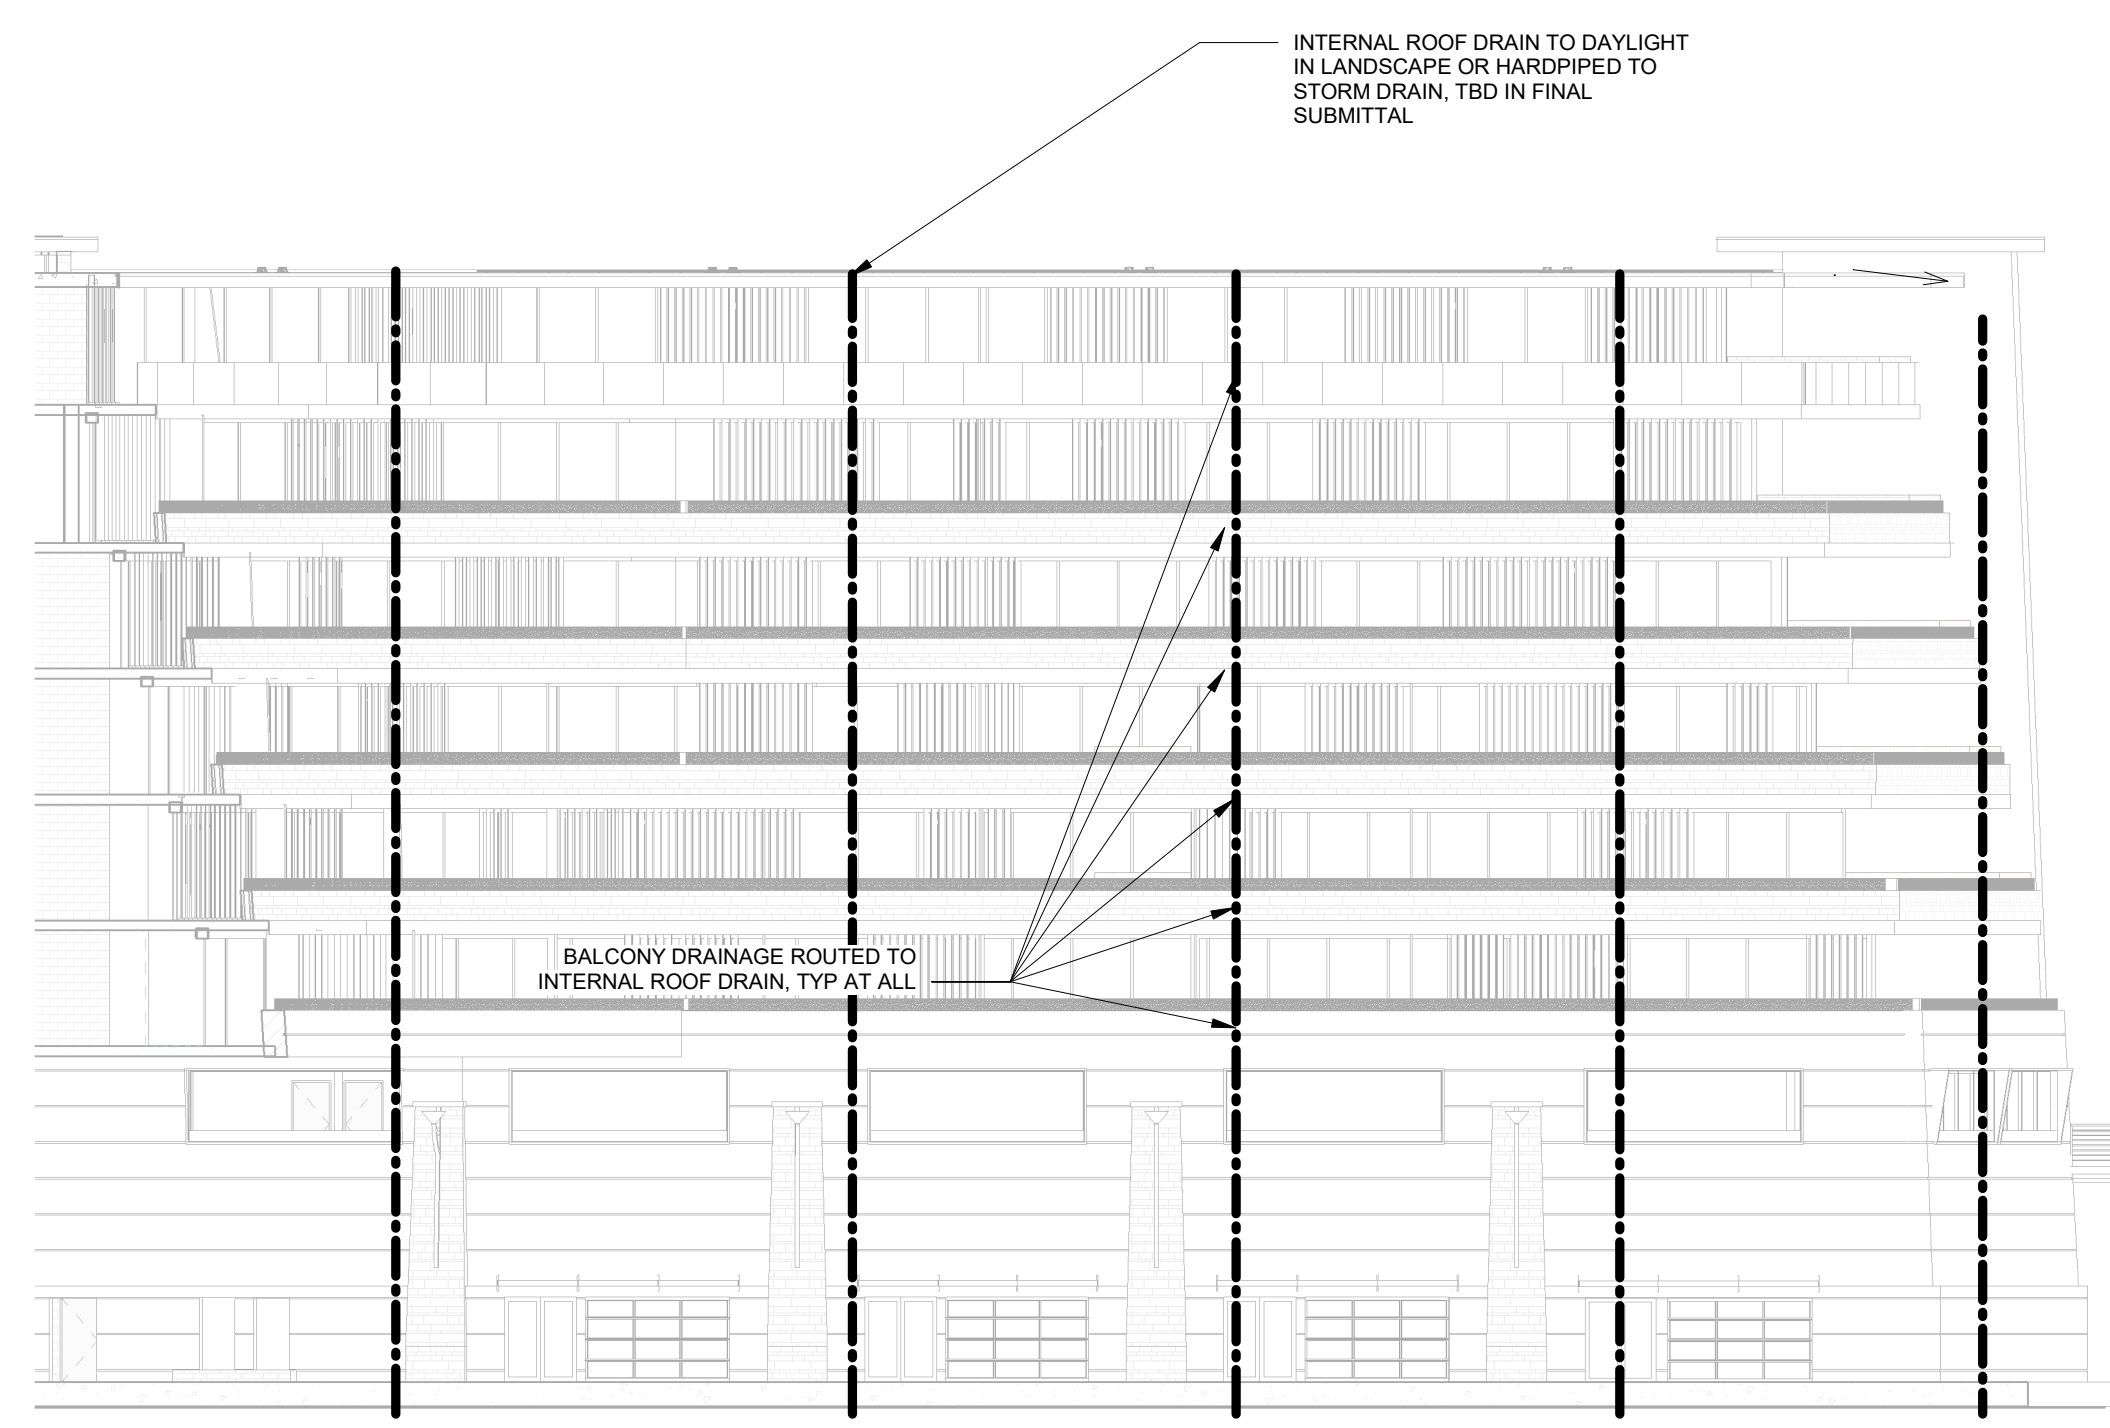 INTERNAL ROOF DRAIN TO DAYLIGHT
IN LANDSCAPE OR HARDPIPED TO
STORM DRAIN, TBD IN FINAL
SUBMITTAL
BALCONY DRAINAGE ROUTED TO
INTERNAL ROOF DRAIN, TYP AT ALL